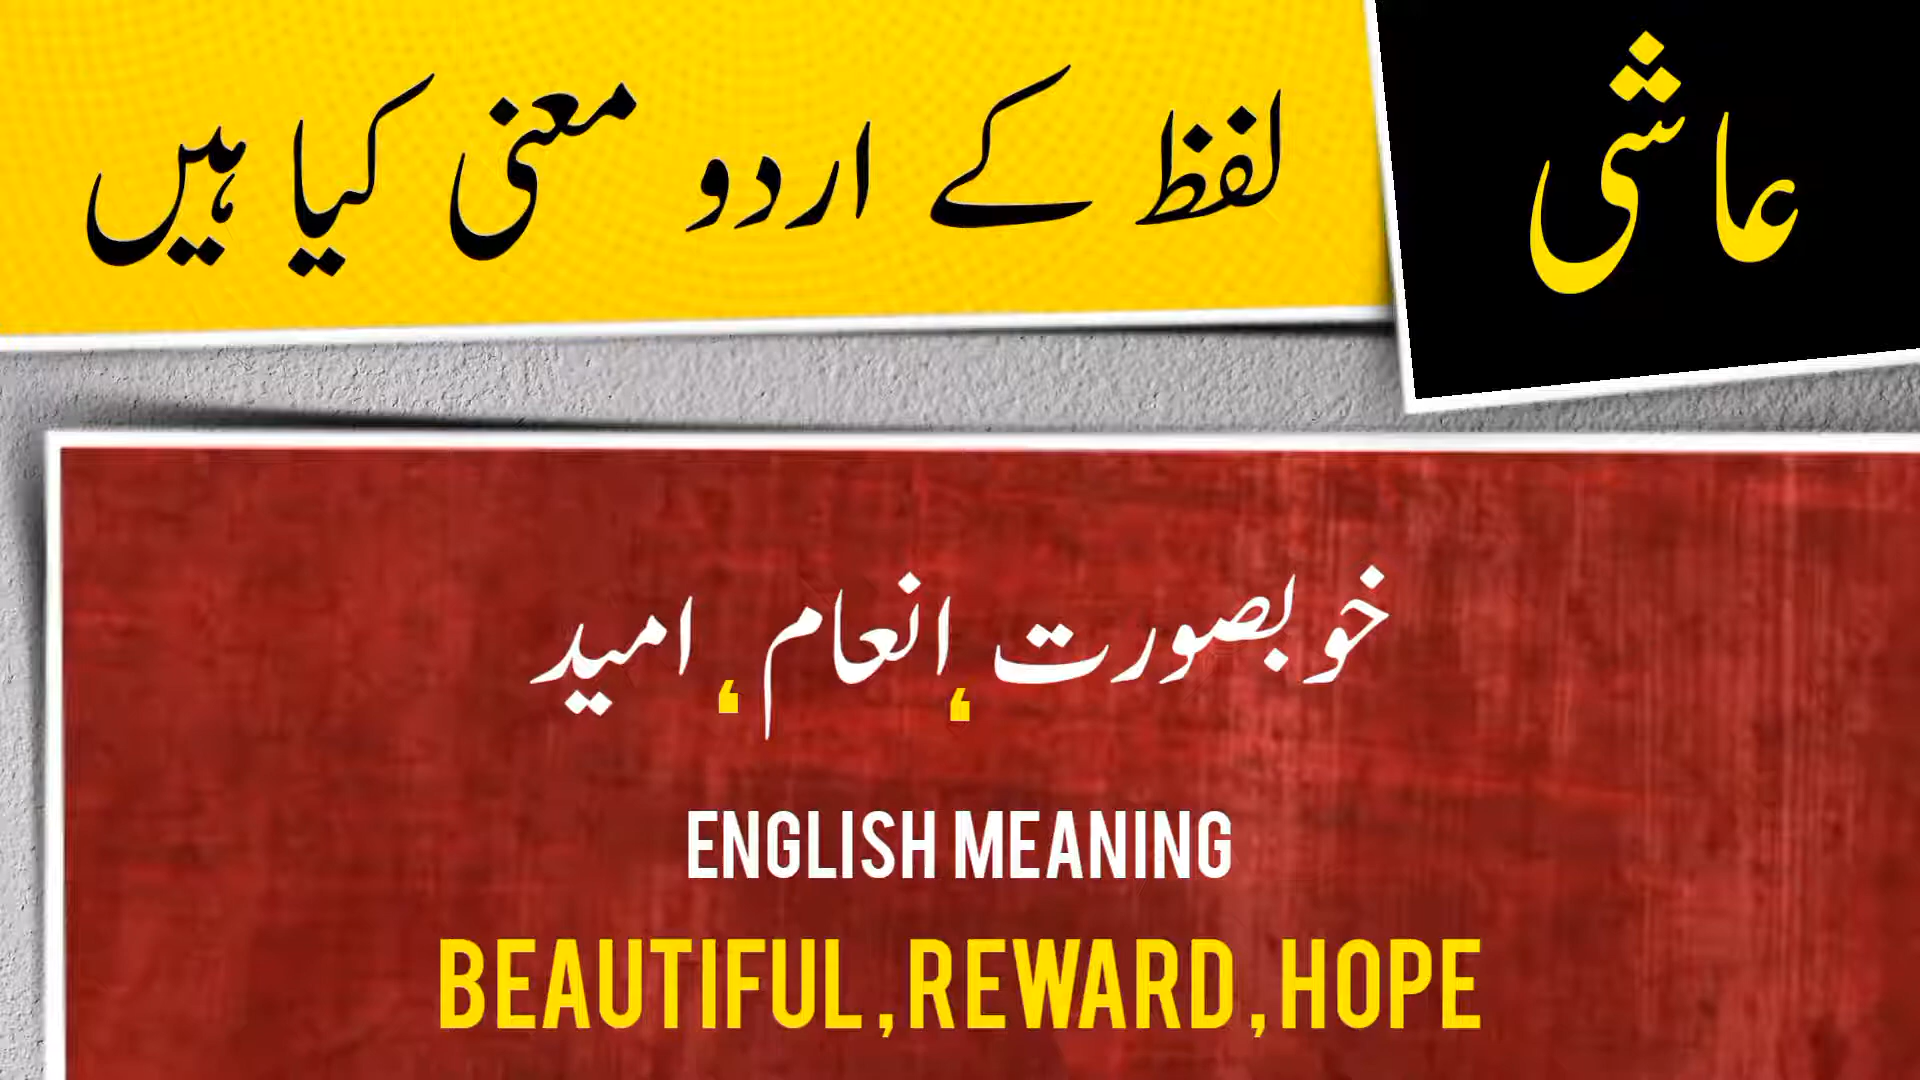 عاشی لفظ کے اردو معنی کیا ہیں
خوبصورت، انعام، امید
ENGLISH MEANING
BEAUTIFUL, REWARD, HOPE